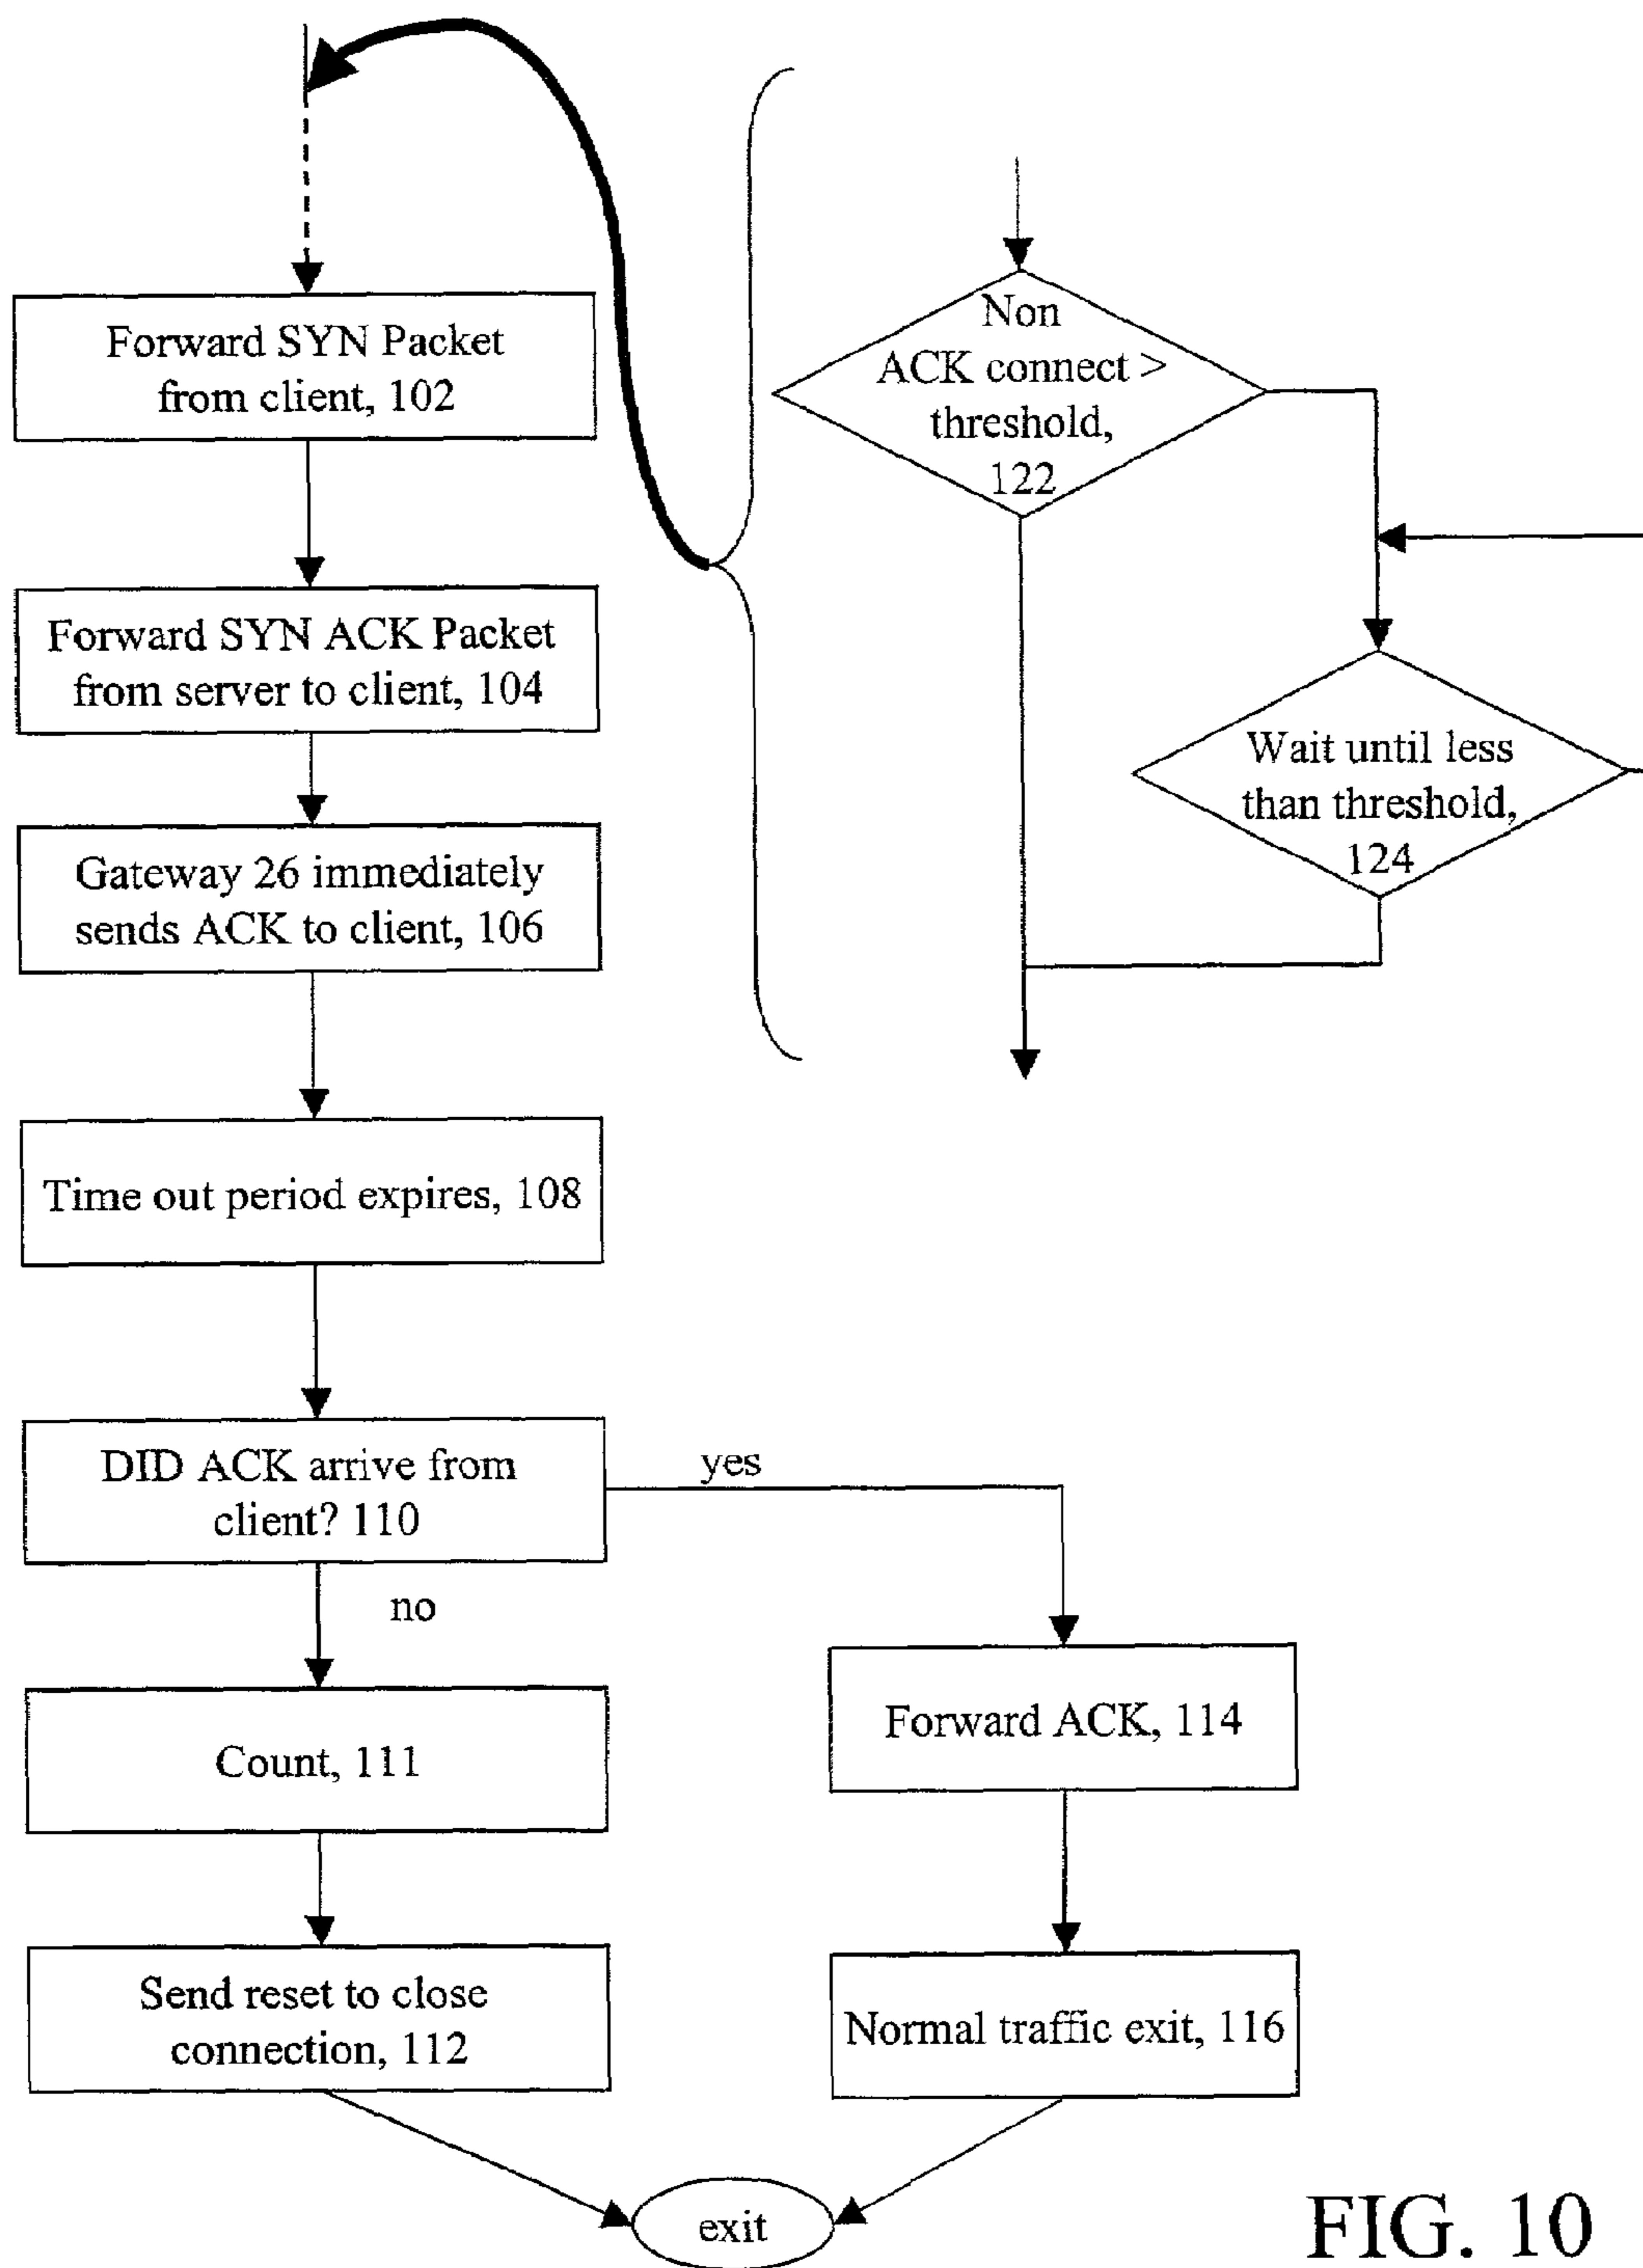 Forward SYN Packet
from client, 102
Forward SYN ACK Packet
from server to client, 104
Gateway 26 immediately
sends ACK to client, 106
Time out period expires, 108
DID ACK arrive from
client? 110
yes
no
Count, 111
Send reset to close
connection, 112
Forward ACK, 114
Normal traffic exit, 116
exit
Non
ACK connect >
threshold,
122
Wait until less
than threshold,
124
FIG. 10